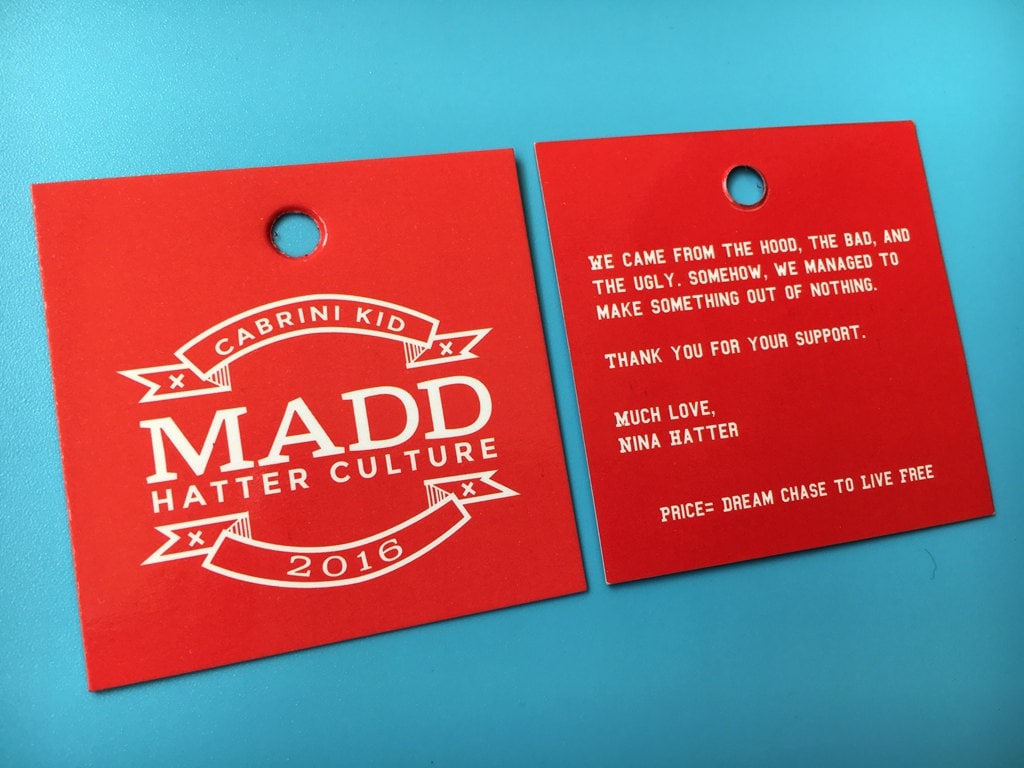 CABRINI KID
MADD
HATTER CULTURE
2016
WE CAME FROM THE HOOD, THE BAD, AND
THE UGLY. SOMEHOW, WE MANAGED TO
MAKE SOMETHING OUT OF NOTHING.
THANK YOU FOR YOUR SUPPORT.
MUCH LOVE,
NINA HATTER
PRICE= DREAM CHASE TO LIVE FREE